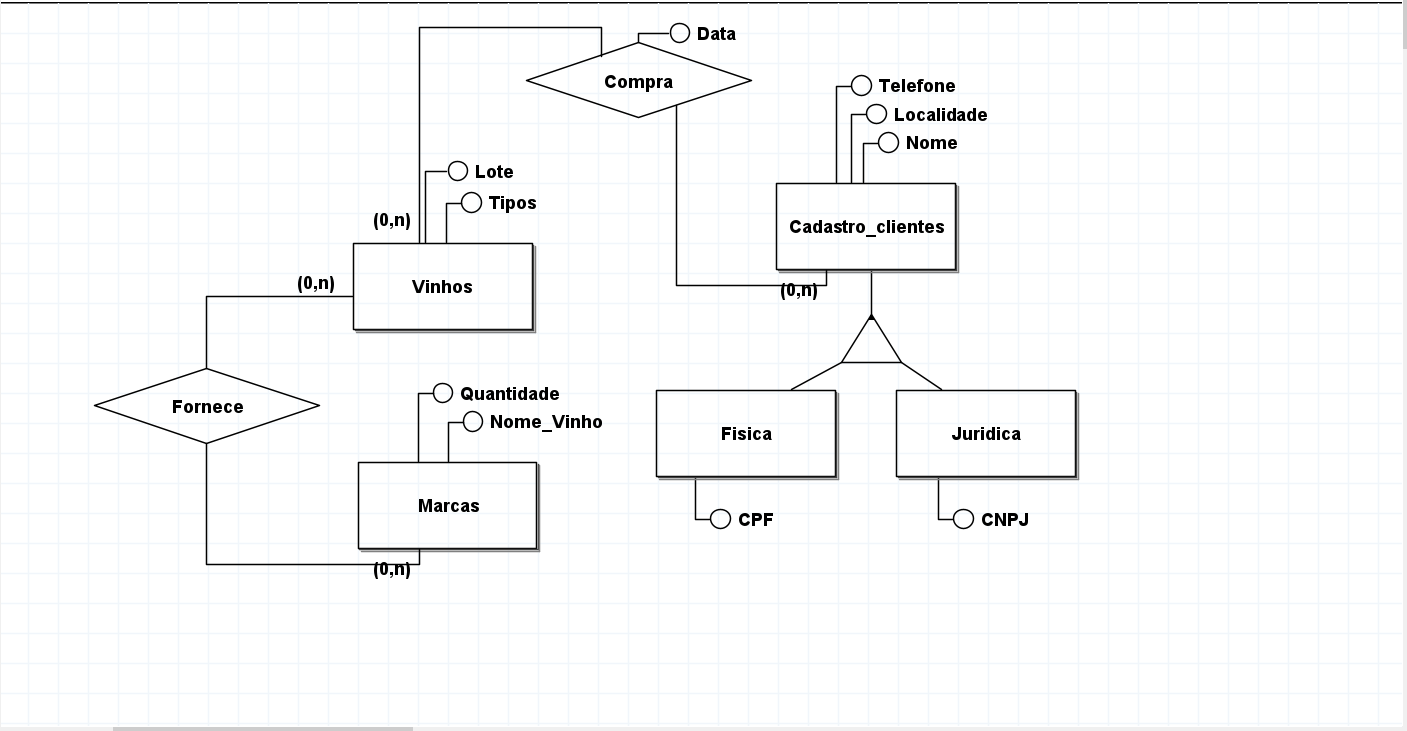 Data
Compra
Telefone
Localidade
Nome
Lote
Tipos
(0,n)
Cadastro_clientes
(0,n)
Vinhos
(0,n)
Quantidade
Fornece
Nome_Vinho
Fisica
Juridica
Marcas
CPF
CNPJ
(0,n)